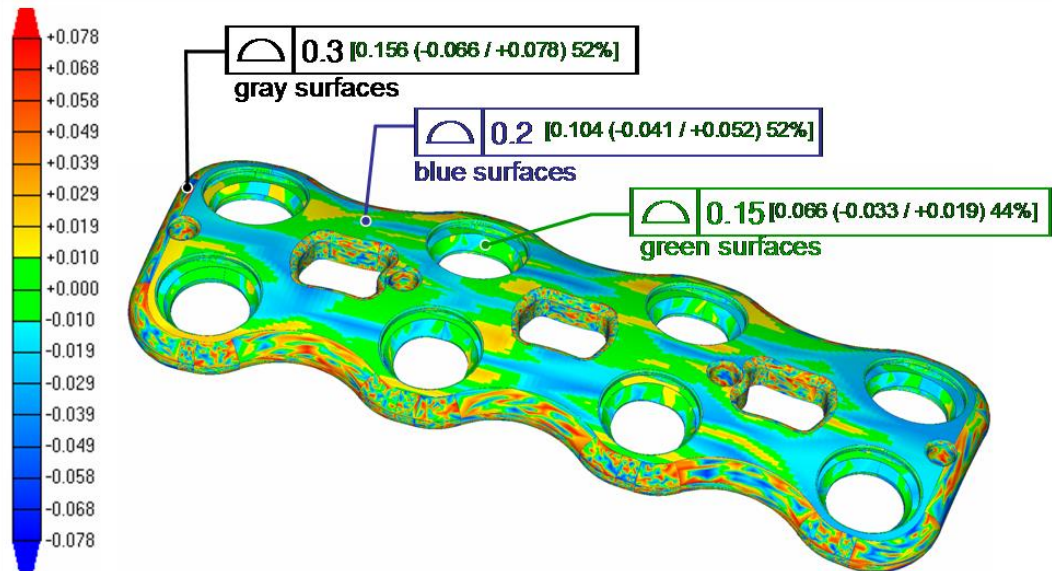 +0.078
+0.068
+0.058
+0.049
+0.039
+0.029
+0.019
+0.010
+0.000
-0.010
-0.019
-0.029
-0.039
-0.049
-0.058
-0.068
-0.078
0.3 [0.156 (-0.066 / +0.078) 52%]
gray surfaces
0.2 [0.104 (-0.041 / +0.052) 52%]
blue surfaces
0.15 [0.066 (-0.033 / +0.019) 44%]
green surfaces